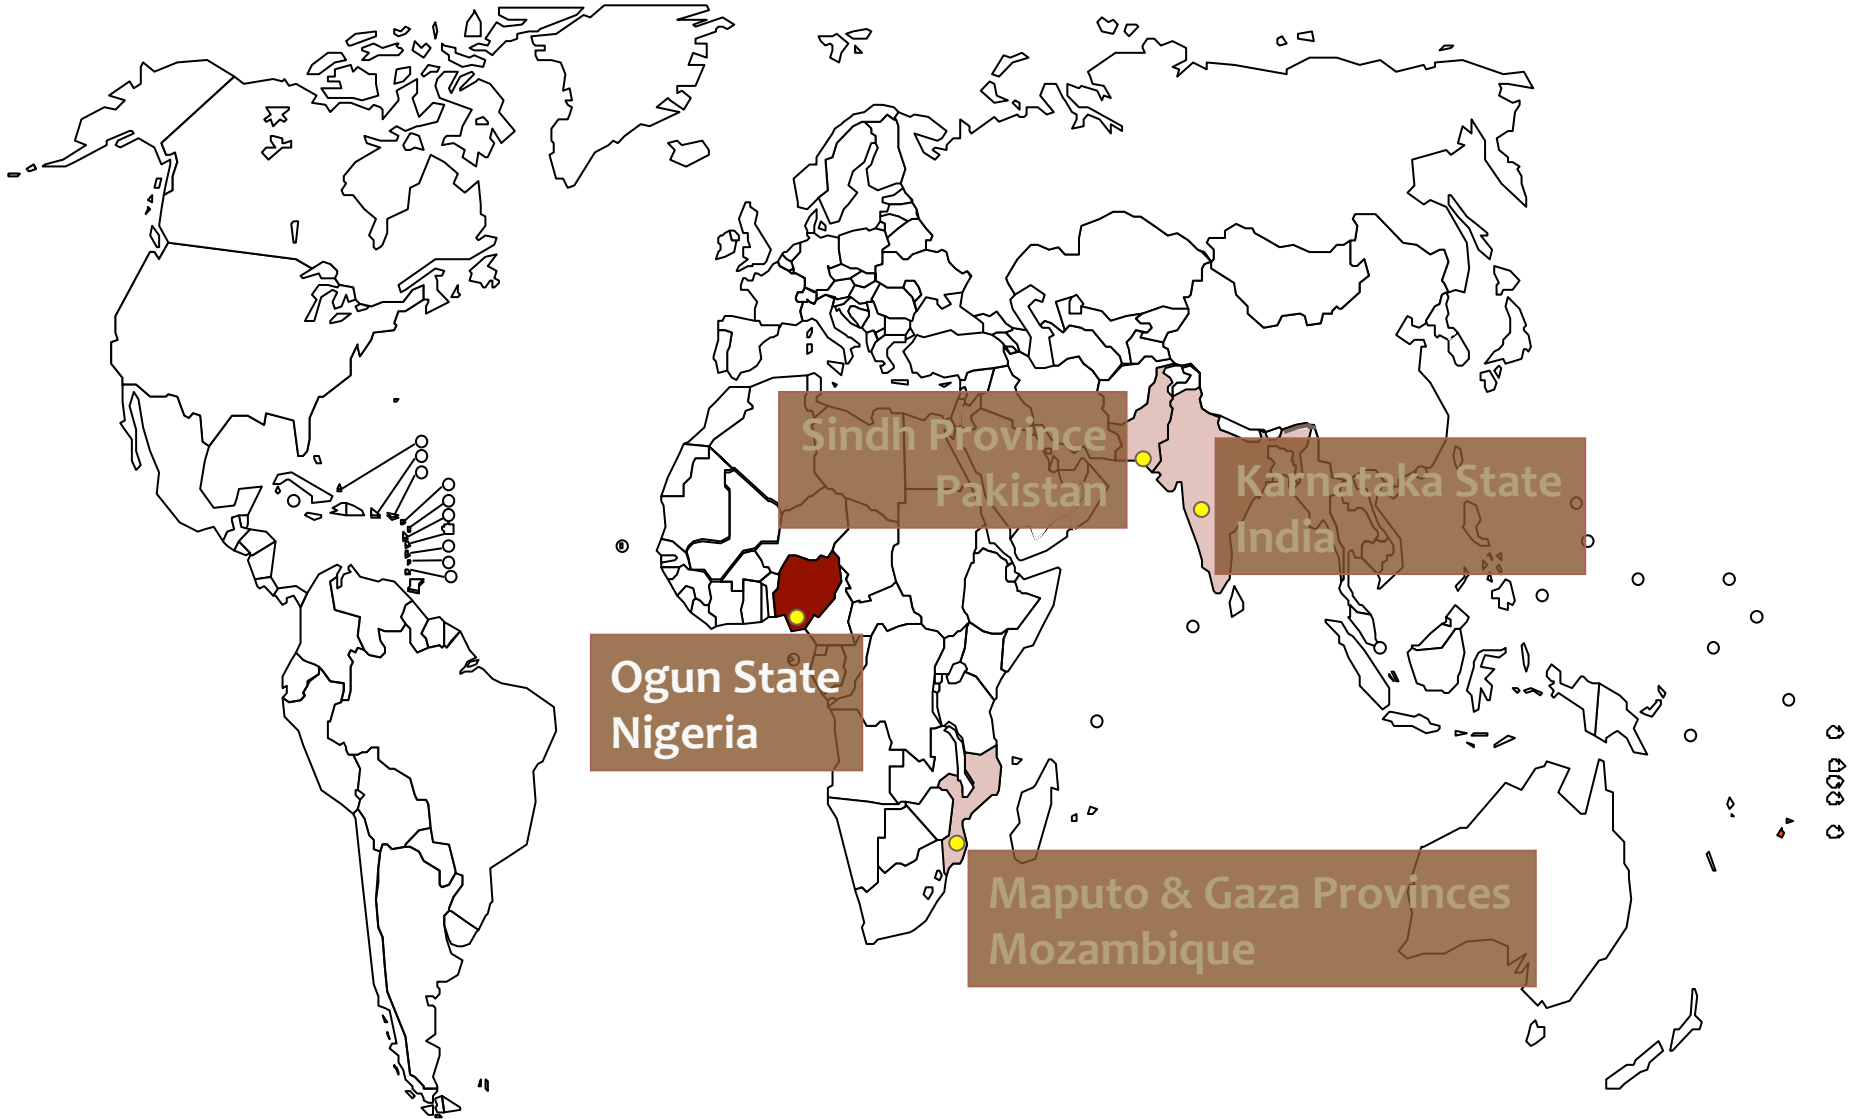 Sindh Province
Pakistan
Karnataka State
India
Ogun State
Nigeria
Maputo & Gaza Provinces
Mozambique